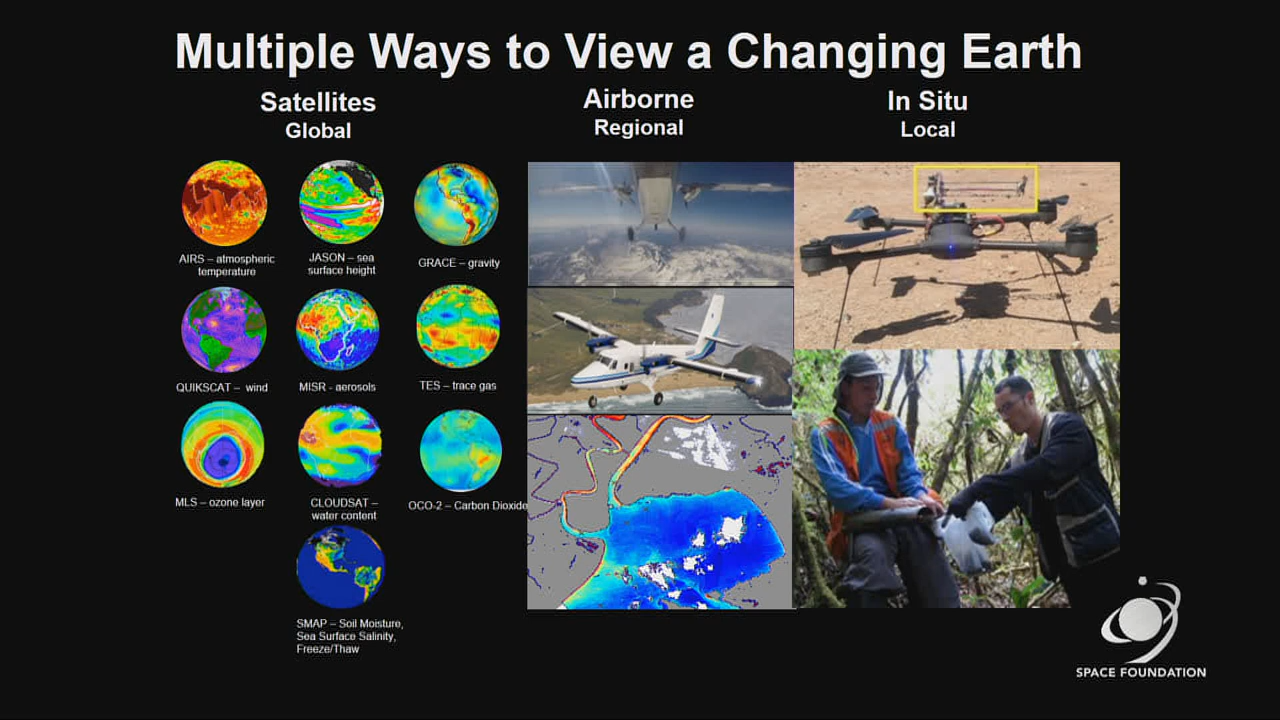 Multiple Ways to View a Changing Earth
Satellites
Global
Airborne
Regional
In Situ
Local
AIRS – atmospheric
temperature
JASON – sea
surface height
GRACE – gravity
QUIKSCAT – wind
MISR - aerosols
TES – trace gas
MLS – ozone layer
CLOUDSAT –
water content
OCO-2 – Carbon Dioxide
SMAP – Soil Moisture,
Sea Surface Salinity,
Freeze/Thaw
SPACE FOUNDATION